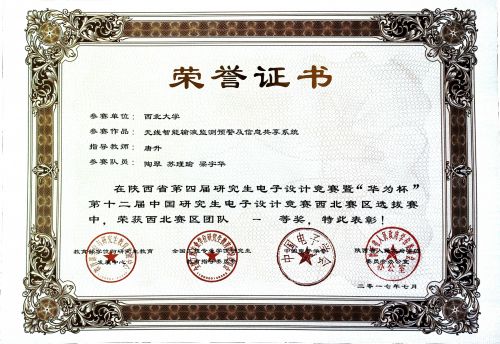 荣誉证书
参赛单位：西北大学
参赛作品：无线智能输液监测预警及信息共享系统
指导教师：唐升
参赛队员：陶翠 苏瑾瑜 梁宇华
在陕西省第四届研究生电子设计竞赛暨“华为杯”
第十二届中国研究生电子设计竞赛西北赛区选拔赛
中，荣获西北赛区团队 一 等奖，特此表彰！
中国电子学会
二〇一七年七月